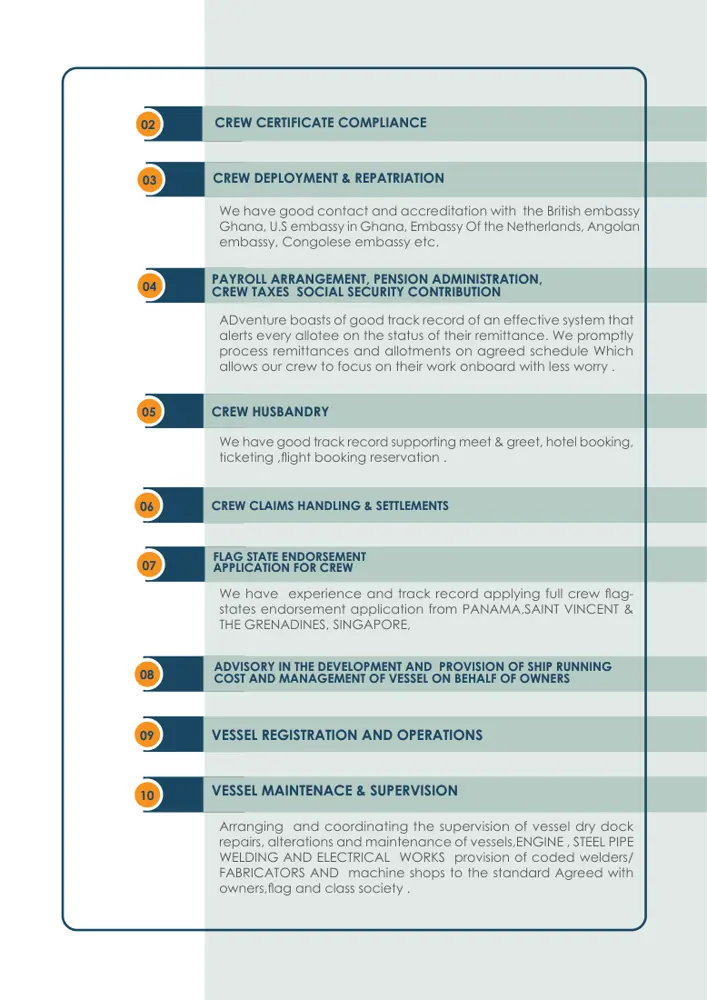 02
CREW CERTIFICATE COMPLIANCE
03
CREW DEPLOYMENT & REPATRIATION
We have good contact and accreditation with the British embassy
Ghana, U.S embassy in Ghana, Embassy Of the Netherlands, Angolan
embassy, Congolese embassy etc.
04
PAYROLL ARRANGEMENT, PENSION ADMINISTRATION,
CREW TAXES SOCIAL SECURITY CONTRIBUTION
ADventure boasts of good track record of an effective system that
alerts every allotee on the status of their remittance. We promptly
process remittances and allotments on agreed schedule Which
allows our crew to focus on their work onboard with less worry .
05
CREW HUSBANDRY
We have good track record supporting meet & greet, hotel booking,
ticketing ,flight booking reservation .
06
CREW CLAIMS HANDLING & SETTLEMENTS
07
FLAG STATE ENDORSEMENT
APPLICATION FOR CREW
We have experience and track record applying full crew flag-
states endorsement application from PANAMA,SAINT VINCENT &
THE GRENADINES, SINGAPORE,
08
ADVISORY IN THE DEVELOPMENT AND PROVISION OF SHIP RUNNING
COST AND MANAGEMENT OF VESSEL ON BEHALF OF OWNERS
09
VESSEL REGISTRATION AND OPERATIONS
10
VESSEL MAINTENACE & SUPERVISION
Arranging and coordinating the supervision of vessel dry dock
repairs, alterations and maintenance of vessels,ENGINE , STEEL PIPE
WELDING AND ELECTRICAL WORKS provision of coded welders/
FABRICATORS AND machine shops to the standard Agreed with
owners,flag and class society .